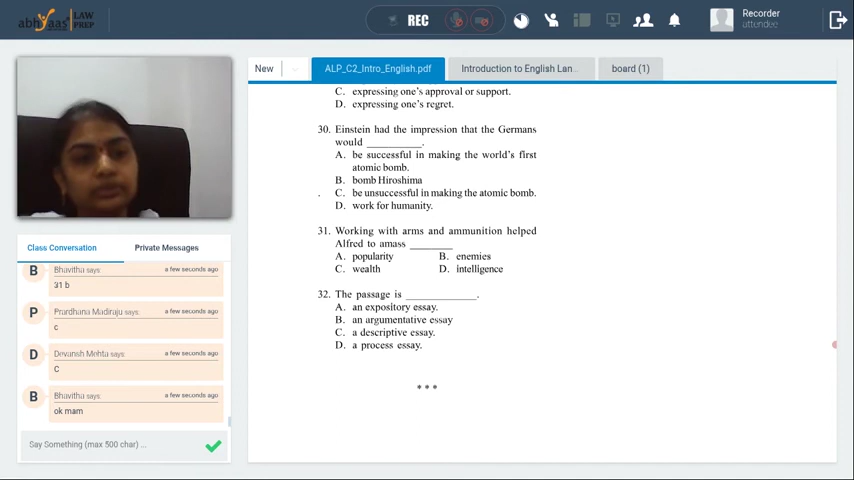 abhyaas LAW PREP
REC
Recorder
attendee
New
ALP_C2_Intro_English.pdf
Introduction to English Lan...
board (1)
C. expressing one's approval or support.
D. expressing one's regret.
30. Einstein had the impression that the Germans
would __________.
A. be successful in making the world's first
atomic bomb.
B. bomb Hiroshima
C. be unsuccessful in making the atomic bomb.
D. work for humanity.
31. Working with arms and ammunition helped
Alfred to amass ________
A. popularity B. enemies
C. wealth D. intelligence
32. The passage is _____________.
A. an expository essay.
B. an argumentative essay
C. a descriptive essay.
D. a process essay.
* * *
Class Conversation
Private Messages
B
Bhavitha says: a few seconds ago
31 b
P
Prardhana Madiraju says: a few seconds ago
c
D
Devansh Mehta says: a few seconds ago
C
B
Bhavitha says: a few seconds ago
ok mam
Say Something (max 500 char) ...